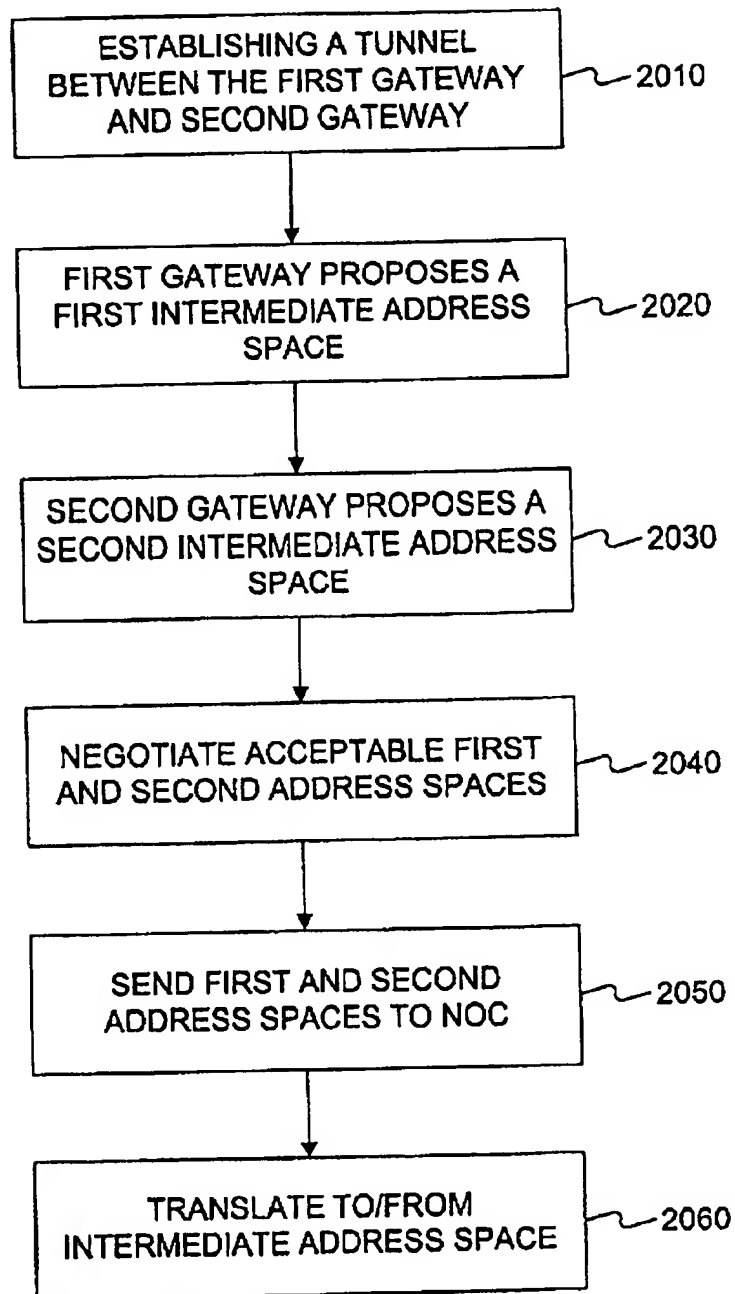 ESTABLISHING A TUNNEL
BETWEEN THE FIRST GATEWAY
AND SECOND GATEWAY
2010
FIRST GATEWAY PROPOSES A
FIRST INTERMEDIATE ADDRESS
SPACE
2020
SECOND GATEWAY PROPOSES A
SECOND INTERMEDIATE ADDRESS
SPACE
2030
NEGOTIATE ACCEPTABLE FIRST
AND SECOND ADDRESS SPACES
2040
SEND FIRST AND SECOND
ADDRESS SPACES TO NOC
2050
TRANSLATE TO/FROM
INTERMEDIATE ADDRESS SPACE
2060